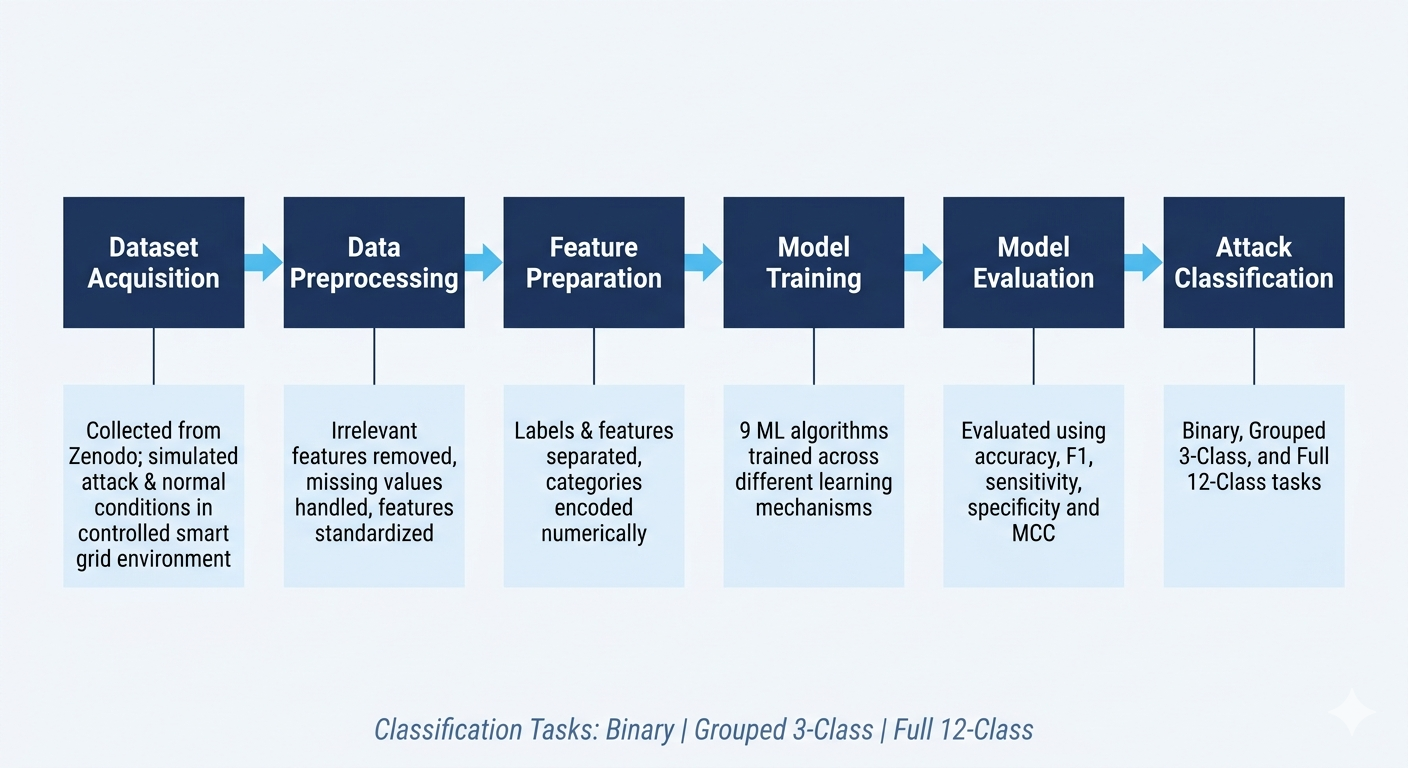 Dataset
Acquisition
Data
Preprocessing
Feature
Preparation
Model
Training
Model
Evaluation
Attack
Classification
Collected from
Zenodo; simulated
attack & normal
conditions in
controlled smart
grid environment
Irrelevant
features removed,
missing values
handled, features
standardized
Labels & features
separated,
categories
encoded
numerically
9 ML algorithms
trained across
different learning
mechanisms
Evaluated using
accuracy, F1,
sensitivity,
specificity and
MCC
Binary, Grouped
3-Class, and Full
12-Class tasks
Classification Tasks: Binary | Grouped 3-Class | Full 12-Class